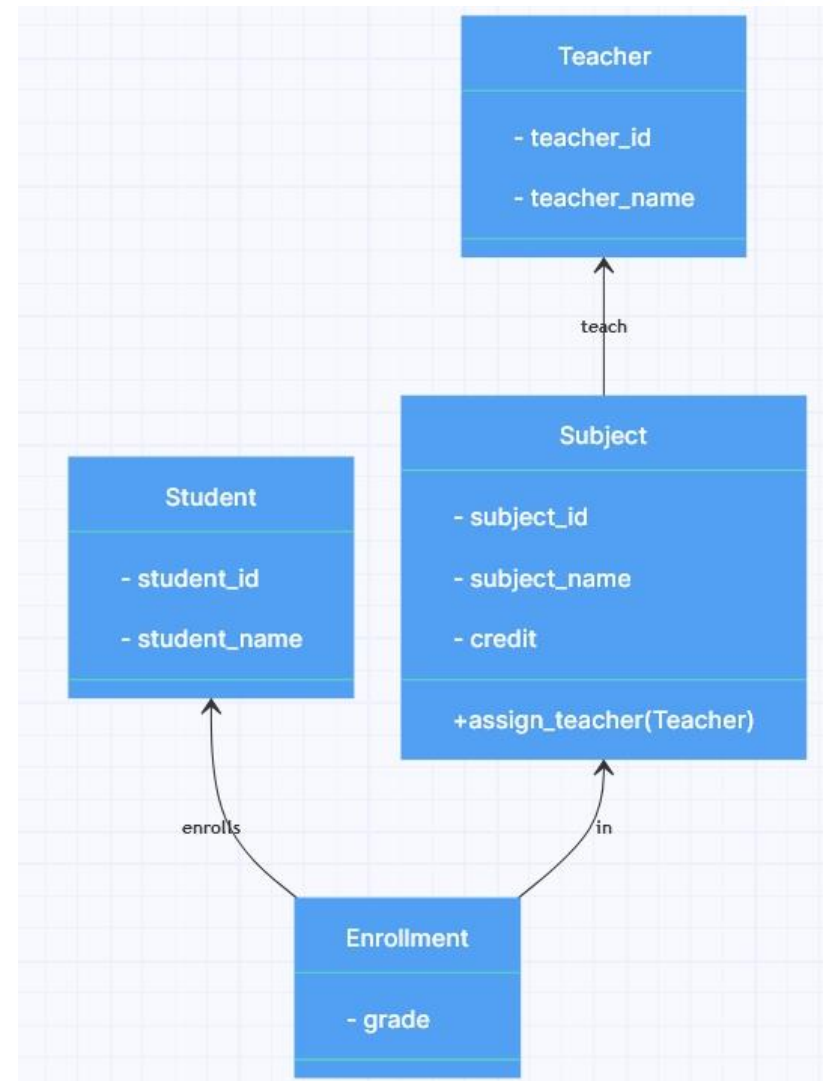 Teacher
- teacher_id
- teacher_name
teach
Subject
- subject_id
- subject_name
- credit
+assign_teacher(Teacher)
Student
- student_id
- student_name
enrolls
in
Enrollment
- grade